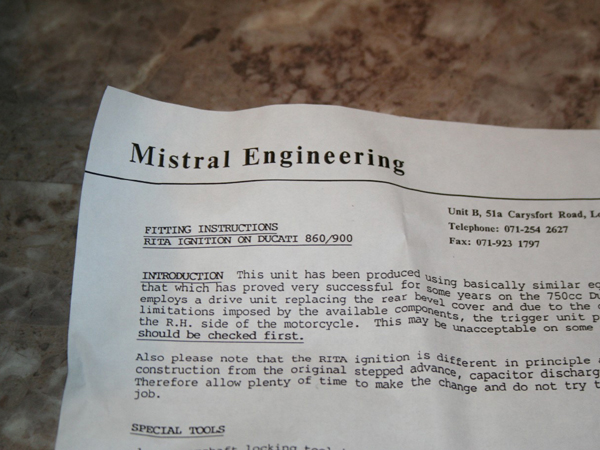 Mistral Engineering
Unit B, 51a Carysfort Road,
Telephone: 071-254 2627
Fax: 071-923 1797
FITTING INSTRUCTIONS
RITA IGNITION ON DUCATI 860/900
INTRODUCTION This unit has been produced using basically similar
that which has proved very successful for some years on the 750cc
employs a drive unit replacing the rear bevel cover and due to the
limitations imposed by the available components, the trigger unit
the R.H. side of the motorcycle. This may be unacceptable on some
should be checked first.
Also please note that the RITA ignition is different in principle
construction from the original stepped advance, capacitor
Therefore allow plenty of time to make the change and do not try
job.
SPECIAL TOOLS
locking